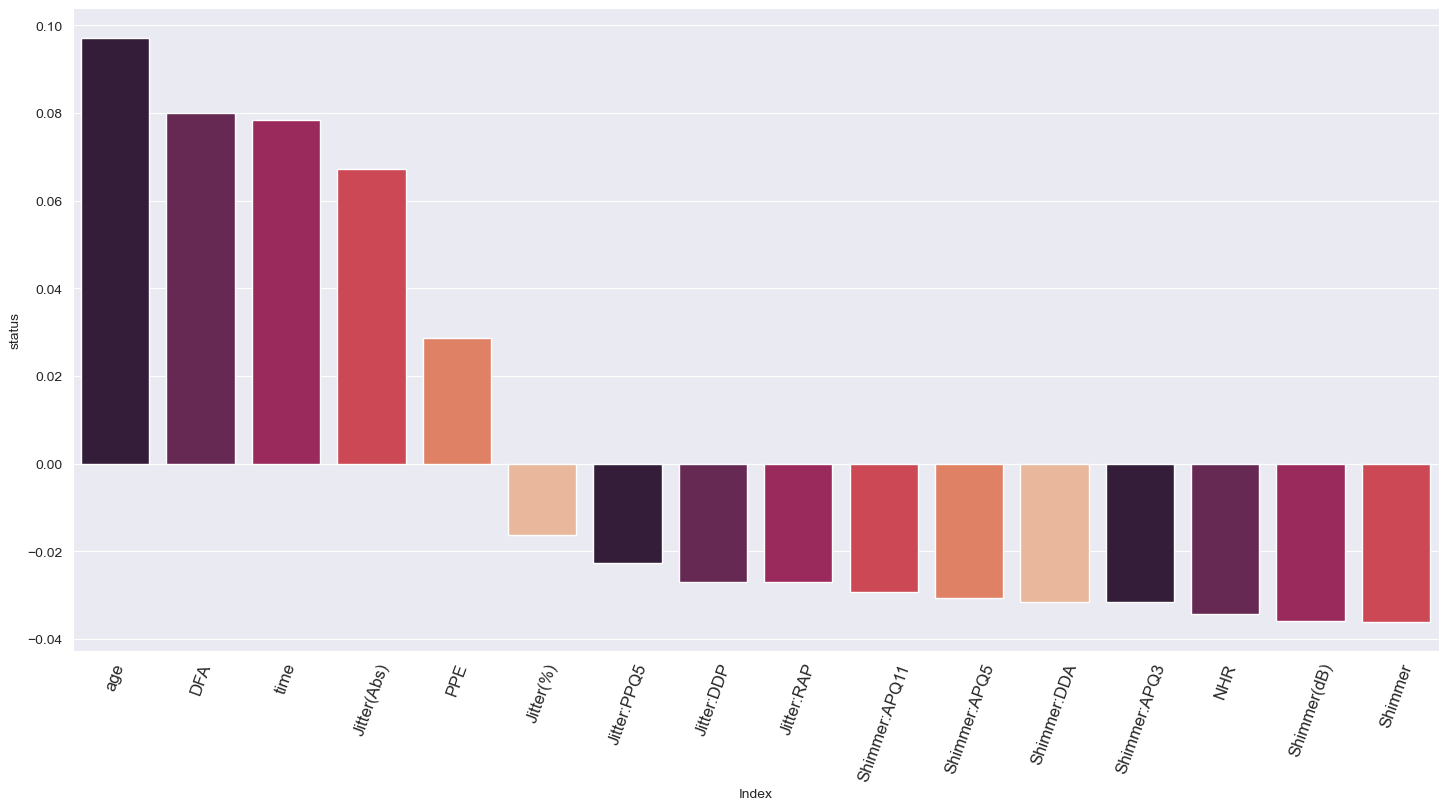 0.10
0.08
0.06
0.04
0.02
0.00
−0.02
−0.04
status
age
DFA
time
Jitter(Abs)
PPE
Jitter(%)
Jitter:PPQ5
Jitter:DDP
Jitter:RAP
Shimmer:APQ11
Shimmer:APQ5
Shimmer:DDA
Shimmer:APQ3
NHR
Shimmer(dB)
Shimmer
Index